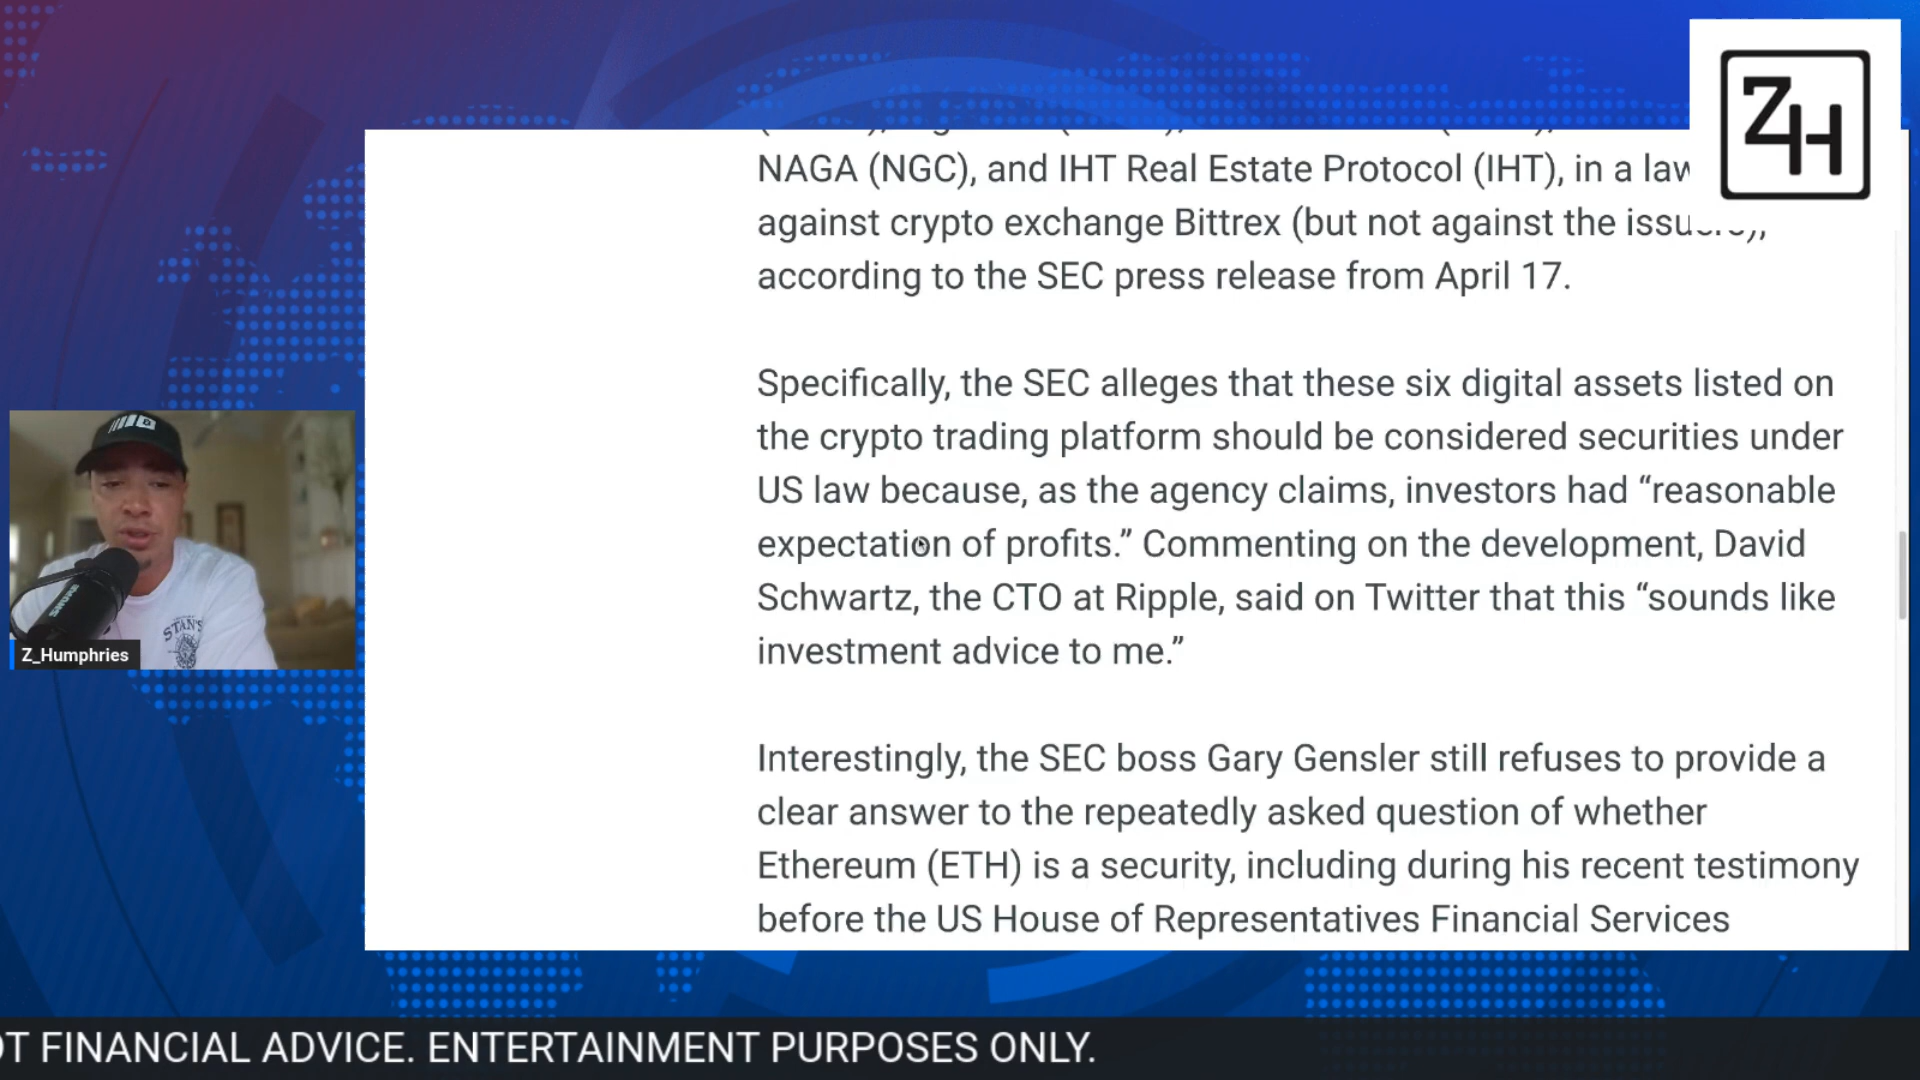 NAGA (NGC), and IHT Real Estate Protocol (IHT), in a law
against crypto exchange Bittrex (but not against the
according to the SEC press release from April 17.
Specifically, the SEC alleges that these six digital assets listed on
the crypto trading platform should be considered securities under
US law because, as the agency claims, investors had “reasonable
expectation of profits.” Commenting on the development, David
Schwartz, the CTO at Ripple, said on Twitter that this “sounds like
investment advice to me.”
Interestingly, the SEC boss Gary Gensler still refuses to provide a
clear answer to the repeatedly asked question of whether
Ethereum (ETH) is a security, including during his recent testimony
before the US House of Representatives Financial Services
ZH
SHURE
STAN'S
Z_Humphries
OT FINANCIAL ADVICE. ENTERTAINMENT PURPOSES ONLY.